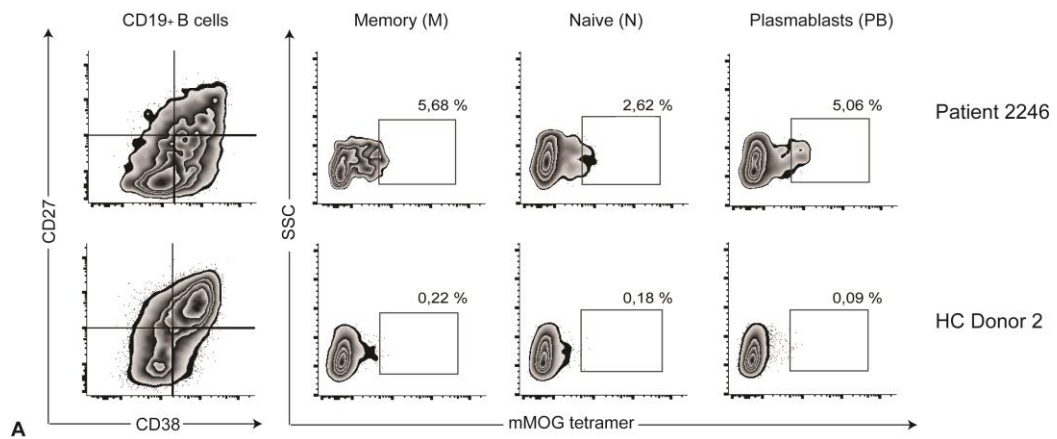 CD19+ B cells
Memory (M)
Naive (N)
Plasmablasts (PB)
5,68 %
2,62 %
5,06 %
Patient 2246
CD27
SSC
0,22 %
0,18 %
0,09 %
HC Donor 2
A
CD38
mMOG tetramer